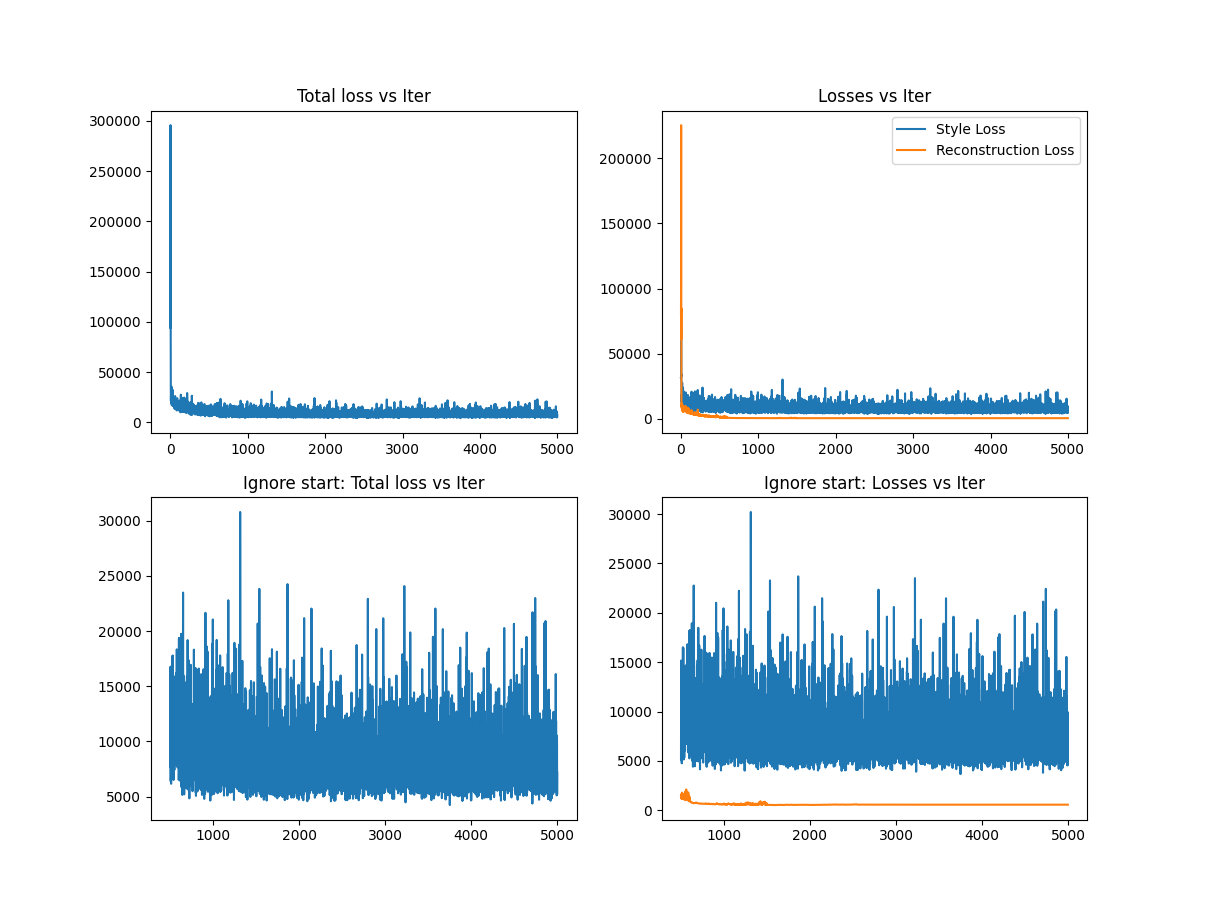 Total loss vs Iter
300000
250000
200000
150000
100000
50000
0
0 1000 2000 3000 4000 5000
Losses vs Iter
Style Loss
Reconstruction Loss
200000
150000
100000
50000
0
0 1000 2000 3000 4000 5000
Ignore start: Total loss vs Iter
30000
25000
20000
15000
10000
5000
1000 2000 3000 4000 5000
Ignore start: Losses vs Iter
30000
25000
20000
15000
10000
5000
0
1000 2000 3000 4000 5000